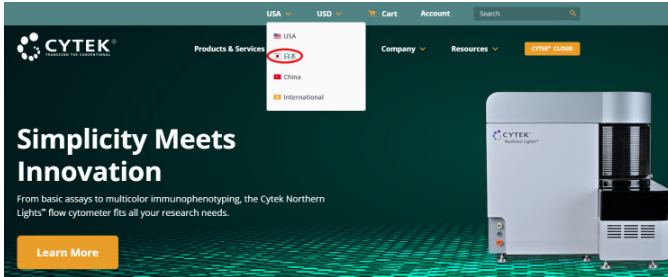 USA
USD
Cart
Account
Search
CYTEK®
TRANSCEND THE CONVENTIONAL
Products & Services
Company
Resources
CYTEK® CLOUD
USA
日本
China
International
Simplicity Meets
Innovation
From basic assays to multicolor immunophenotyping, the Cytek Northern
Lights™ flow cytometer fits all your research needs.
Learn More
CYTEK®
Northern Lights™